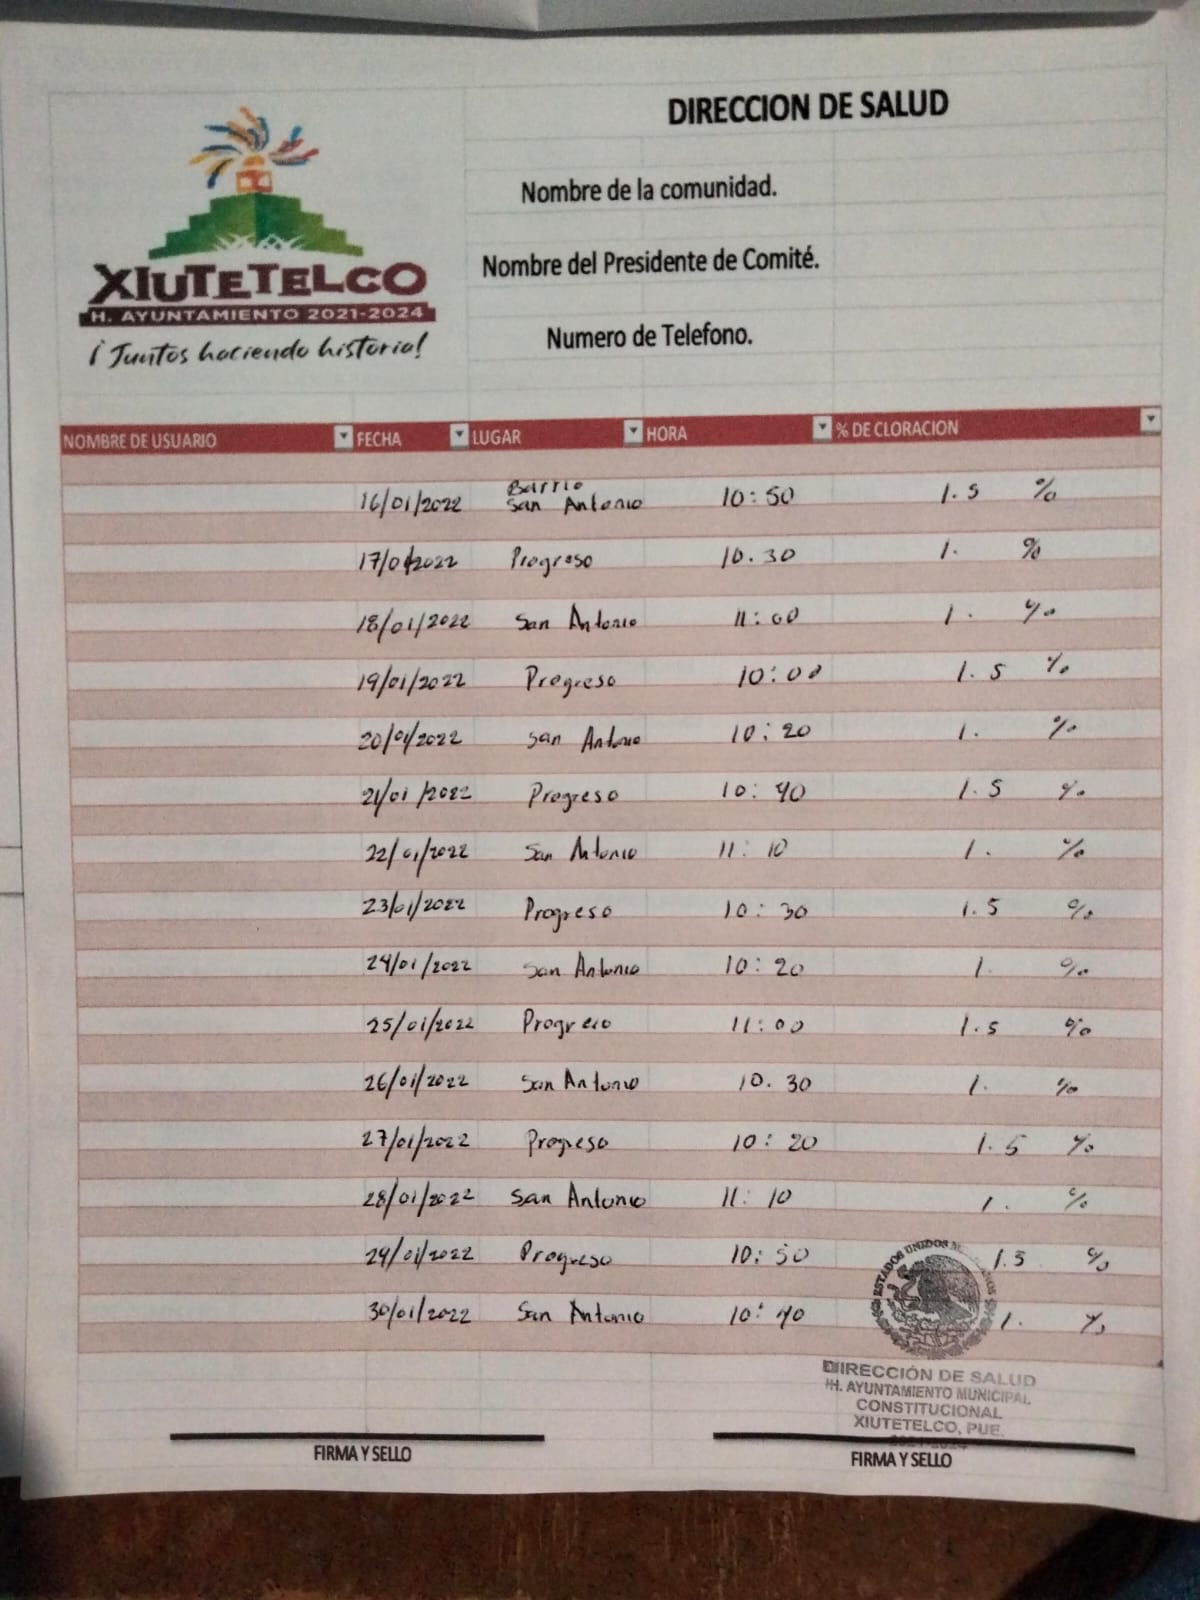 DIRECCION DE SALUD
Nombre de la comunidad.
Nombre del Presidente de Comité.
Numero de Telefono.
XIUTETELCO
H. AYUNTAMIENTO 2021-2024
¡Juntos haciendo historia!
NOMBRE DE USUARIO FECHA LUGAR HORA % DE CLORACION
16/01/2022 Barrio San Antonio 10:50 1.5 %
17/01/2022 Progreso 10.30 1. %
18/01/2022 San Antonio 11:00 1. %
19/01/2022 Progreso 10:00 1.5 %
20/01/2022 San Antonio 10:20 1. %
21/01/2022 Progreso 10:40 1.5 %
22/01/2022 San Antonio 11:10 1. %
23/01/2022 Progreso 10:30 1.5 %
24/01/2022 San Antonio 10:20 1. %
25/01/2022 Progreso 11:00 1.5 %
26/01/2022 San Antonio 10.30 1. %
27/01/2022 Progreso 10:20 1.5 %
28/01/2022 San Antonio 11:10 1. %
29/01/2022 Progreso 10:50 1.5 %
30/01/2022 San Antonio 10:40 1. %
ESTADOS UNIDOS
DIRECCIÓN DE SALUD
H. AYUNTAMIENTO MUNICIPAL
CONSTITUCIONAL
XIUTETELCO, PUE.
2021-2024
FIRMA Y SELLO FIRMA Y SELLO